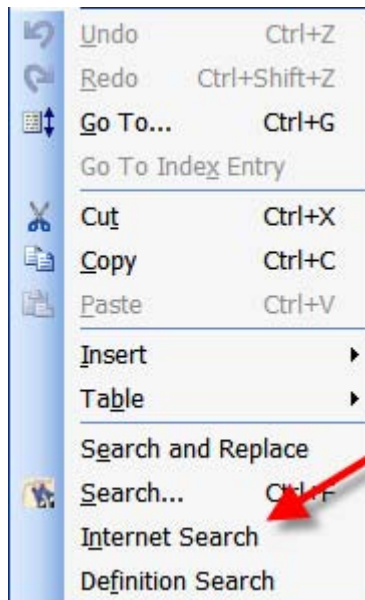 Undo Ctrl+Z
Redo Ctrl+Shift+Z
Go To... Ctrl+G
Go To Index Entry
Cut Ctrl+X
Copy Ctrl+C
Paste Ctrl+V
Insert
Table
Search and Replace
Search... Ctrl+F
Internet Search
Definition Search